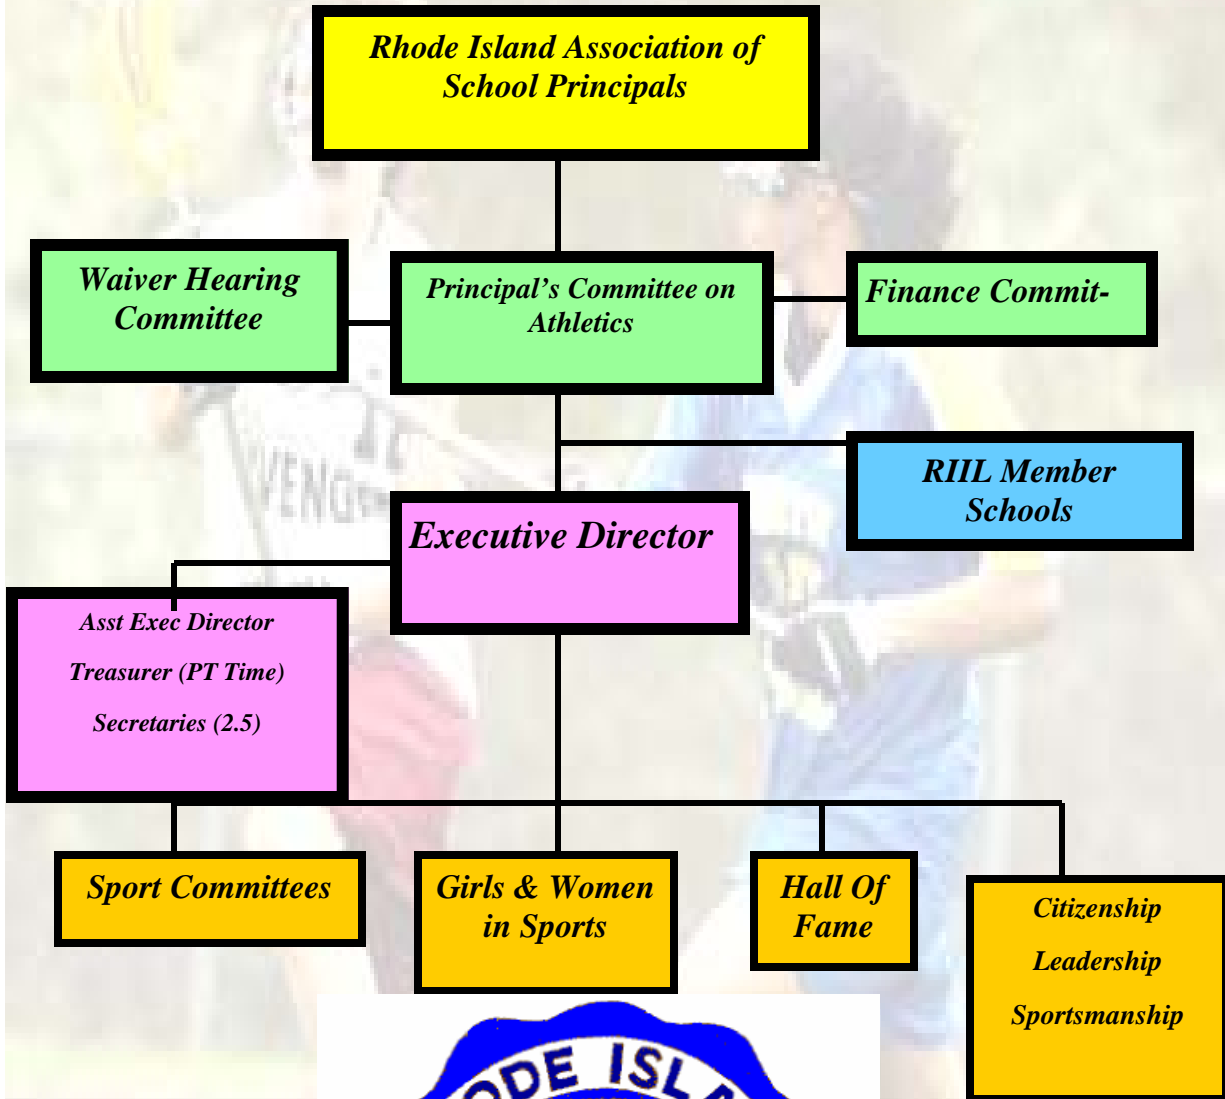 Rhode Island Association of
School Principals
Waiver Hearing
Committee
Principal's Committee on
Athletics
Finance Commit-
RIIL Member
Schools
Executive Director
Asst Exec Director
Treasurer (PT Time)
Secretaries (2.5)
Sport Committees
Girls & Women
in Sports
Hall Of
Fame
Citizenship
Leadership
Sportsmanship
VENG
ODE ISLA